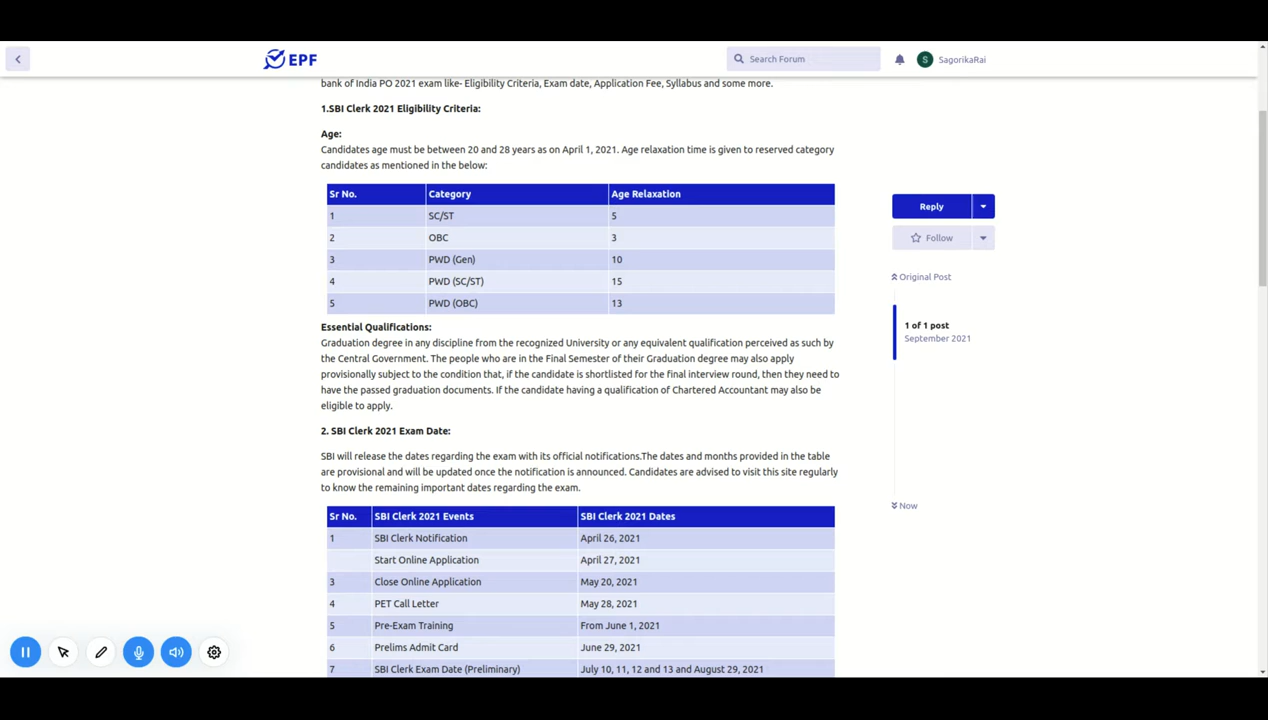 EPF
Search Forum
S
SagorikaRai
bank of India PO 2021 exam like- Eligibility Criteria, Exam date, Application Fee, Syllabus and some more.
1.SBI Clerk 2021 Eligibility Criteria:
Age:
Candidates age must be between 20 and 28 years as on April 1, 2021. Age relaxation time is given to reserved category
candidates as mentioned in the below:
Sr No. Category Age Relaxation
1 SC/ST 5
2 OBC 3
3 PWD (Gen) 10
4 PWD (SC/ST) 15
5 PWD (OBC) 13
Essential Qualifications:
Graduation degree in any discipline from the recognized University or any equivalent qualification perceived as such by
the Central Government. The people who are in the Final Semester of their Graduation degree may also apply
provisionally subject to the condition that, if the candidate is shortlisted for the final interview round, then they need to
have the passed graduation documents. If the candidate having a qualification of Chartered Accountant may also be
eligible to apply.
2. SBI Clerk 2021 Exam Date:
SBI will release the dates regarding the exam with its official notifications.The dates and months provided in the table
are provisional and will be updated once the notification is announced. Candidates are advised to visit this site regularly
to know the remaining important dates regarding the exam.
Sr No. SBI Clerk 2021 Events SBI Clerk 2021 Dates
1 SBI Clerk Notification April 26, 2021
Start Online Application April 27, 2021
3 Close Online Application May 20, 2021
4 PET Call Letter May 28, 2021
5 Pre-Exam Training From June 1, 2021
6 Prelims Admit Card June 29, 2021
7 SBI Clerk Exam Date (Preliminary) July 10, 11, 12 and 13 and August 29, 2021
Reply
Follow
Original Post
1 of 1 post
September 2021
Now